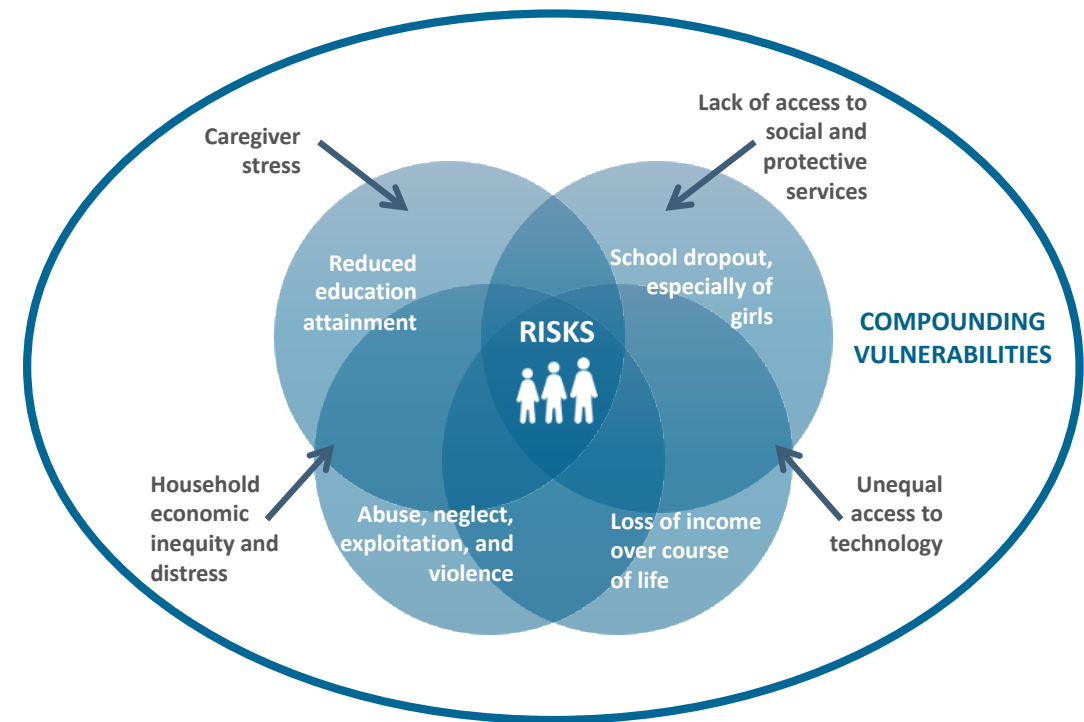 Caregiver
stress
Lack of access to
social and
protective
services
Reduced
education
attainment
School dropout,
especially of
girls
RISKS
COMPOUNDING
VULNERABILITIES
Household
economic
inequity and
distress
Abuse, neglect,
exploitation, and
violence
Loss of income
over course
of life
Unequal
access to
technology